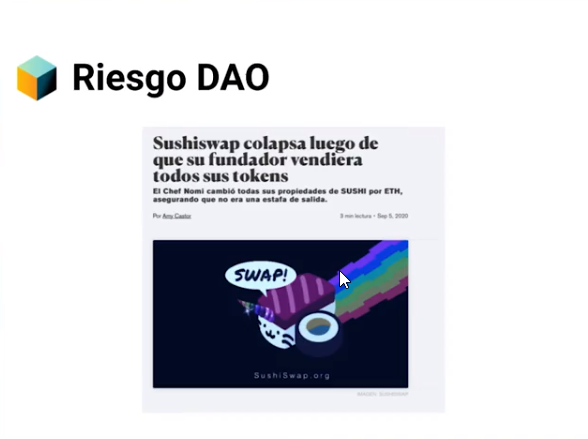 Riesgo DAO
Sushiswap colapsa luego de
que su fundador vendiera
todos sus tokens
El Chef Nomi cambió todas sus propiedades de SUSHI por ETH,
asegurando que no era una estafa de salida.
Por Amy Castor
8 min lectura • Sep 5, 2020
SWAP!
SushiSwap.org